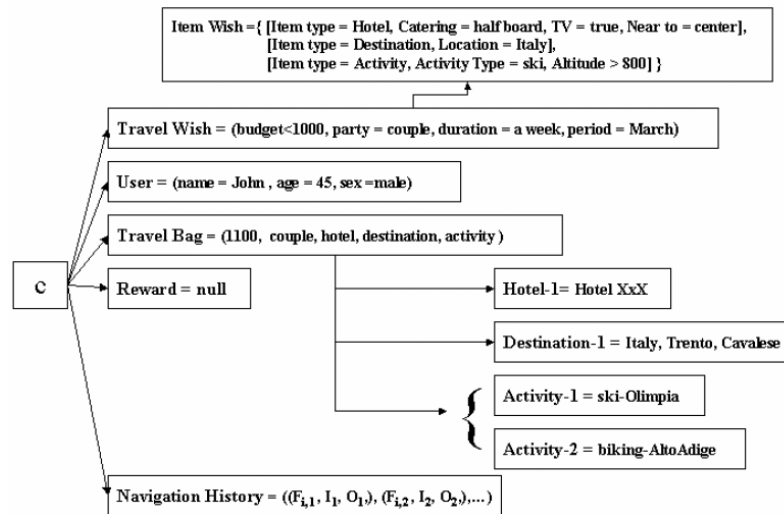 Item Wish = { [Item type = Hotel, Catering = half board, TV = true, Near to = center],
[Item type = Destination, Location = Italy],
[Item type = Activity, Activity Type = ski, Altitude > 800] }
Travel Wish = (budget<1000, party = couple, duration = a week, period = March)
User = (name = John , age = 45, sex =male)
Travel Bag = (1100, couple, hotel, destination, activity )
C
Reward = null
Hotel-1= Hotel XxX
Destination-1 = Italy, Trento, Cavalese
{
Activity-1 = ski-Olimpia
Activity-2 = biking-AltoAdige
Navigation History = ((Fi,1, I1, O1,), (Fi,2, I2, O2,),...)